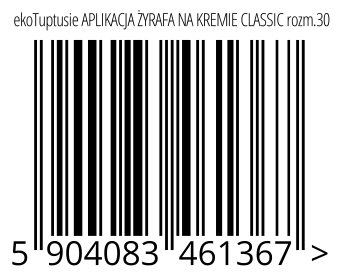 ekoTuptusie APLIKACJA ŻYRAFA NA KREMIE CLASSIC rozm.30
5 904083 461367 >